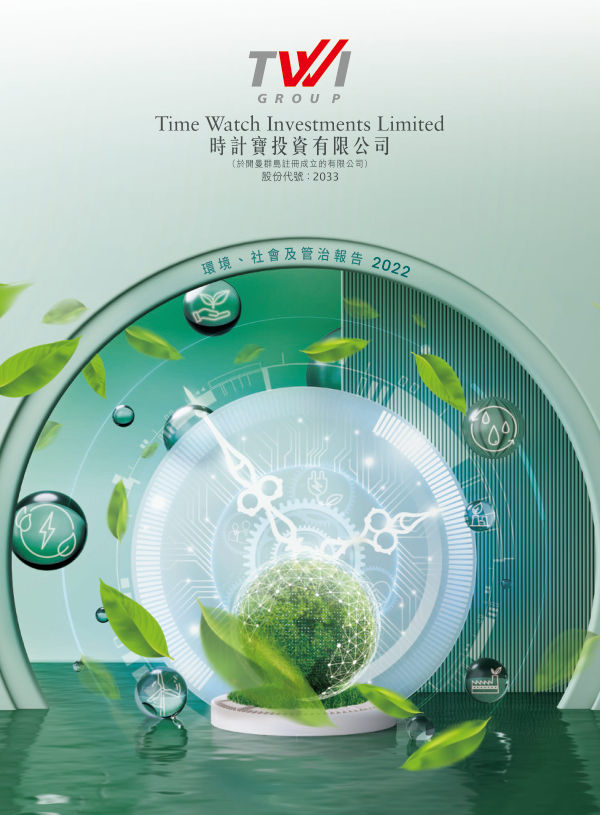 TWI
GROUP
Time Watch Investments Limited
時計寶投資有限公司
（於開曼群島註冊成立的有限公司）
股份代號：2033
環境、社會及管治報告 2022